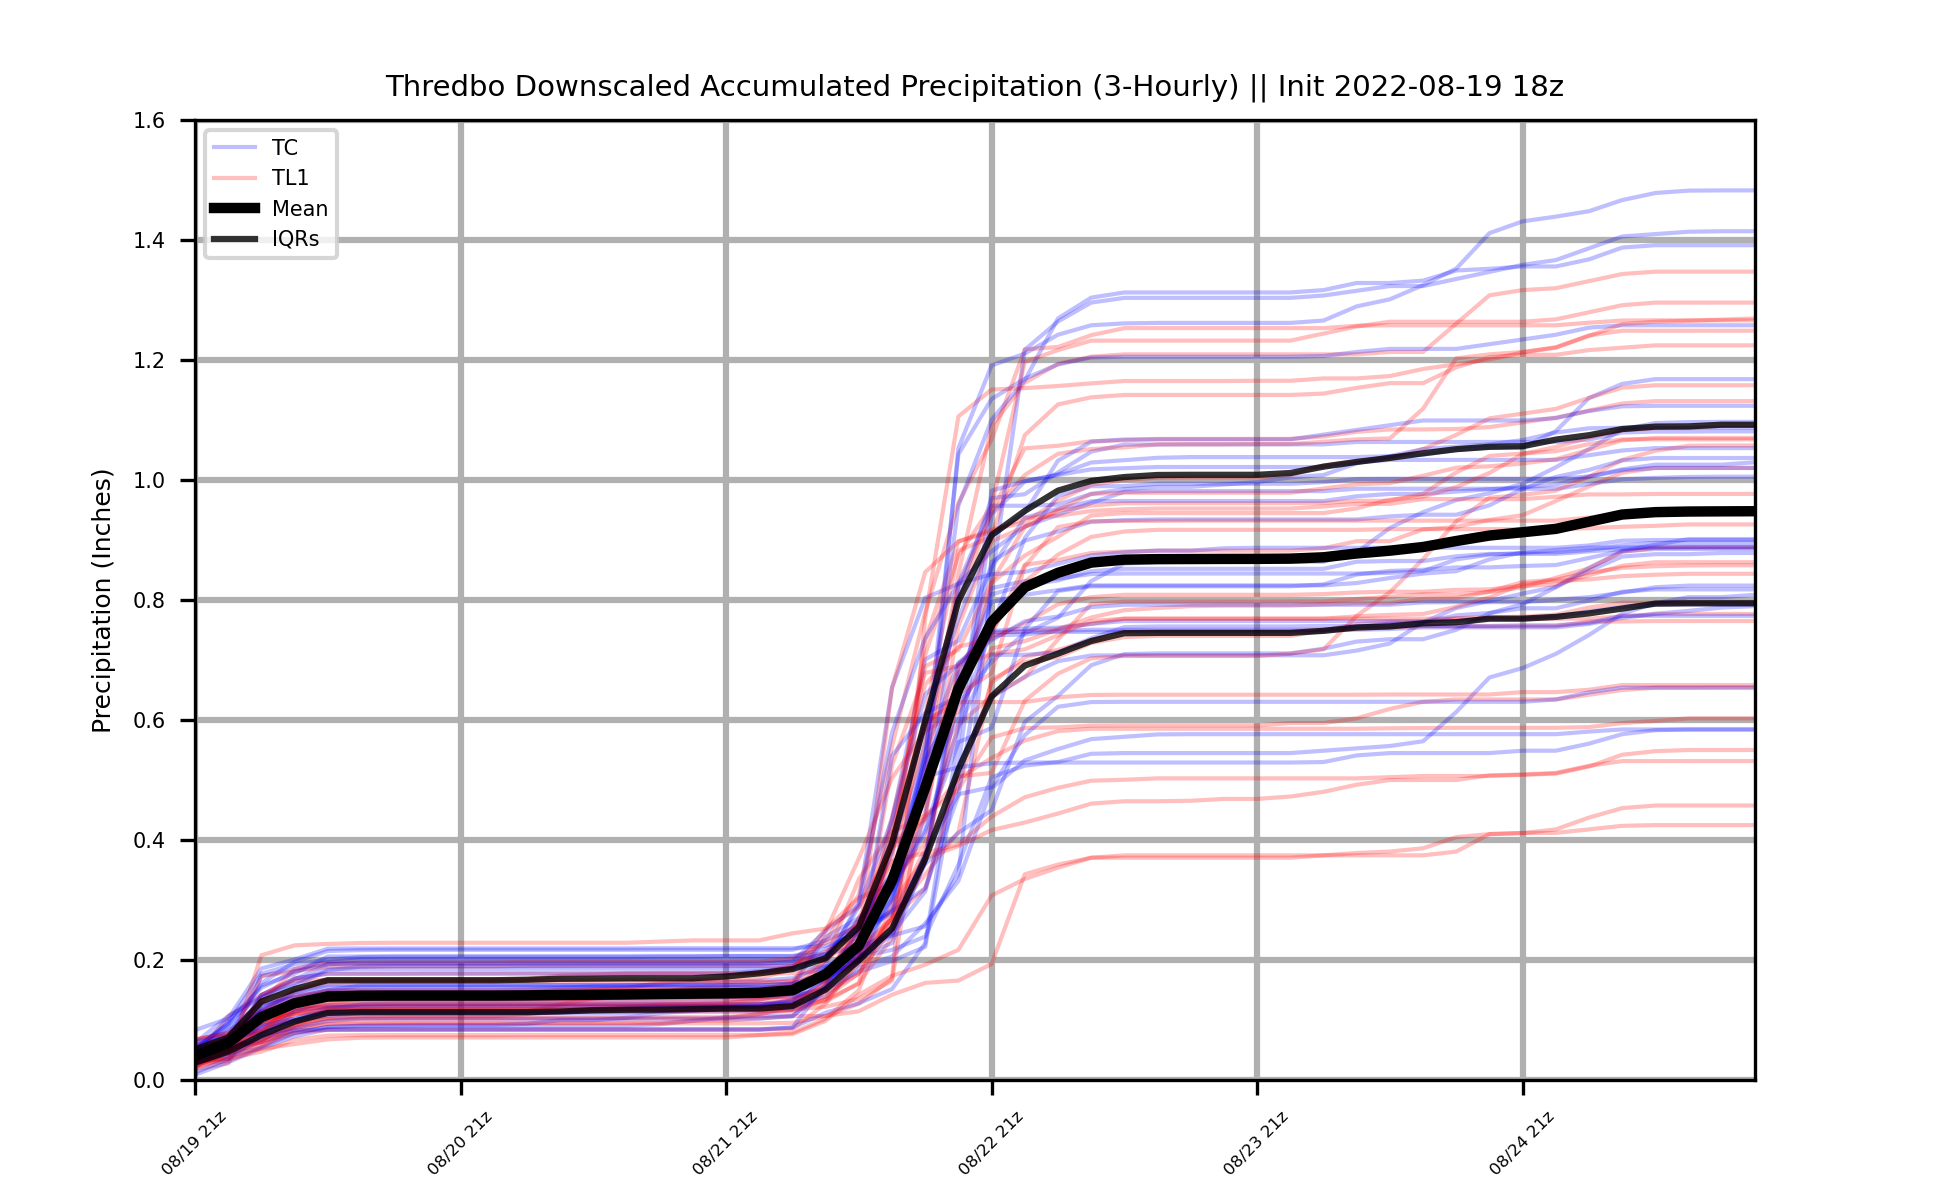 Thredbo Downscaled Accumulated Precipitation (3-Hourly) || Init 2022-08-19 18z
TC
TL1
Mean
IQRs
Precipitation (Inches)
1.6
1.4
1.2
1.0
0.8
0.6
0.4
0.2
0.0
08/19 21z
08/20 21z
08/21 21z
08/22 21z
08/23 21z
08/24 21z